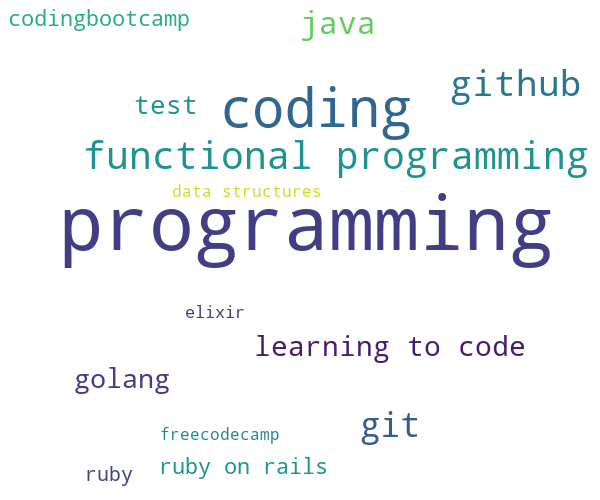 codingbootcamp
java
github
coding
test
functional programming
data structures
programming
elixir
learning to code
golang
git
freecodecamp
ruby on rails
ruby